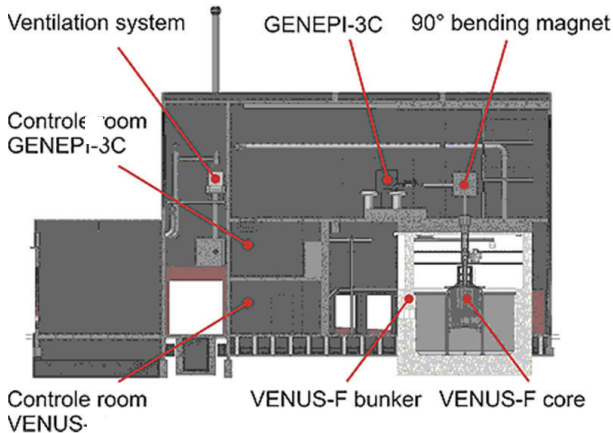 Ventilation system
GENEPI-3C
90° bending magnet
Controle room
GENEPI-3C
Controle room
VENUS-
VENUS-F bunker
VENUS-F core